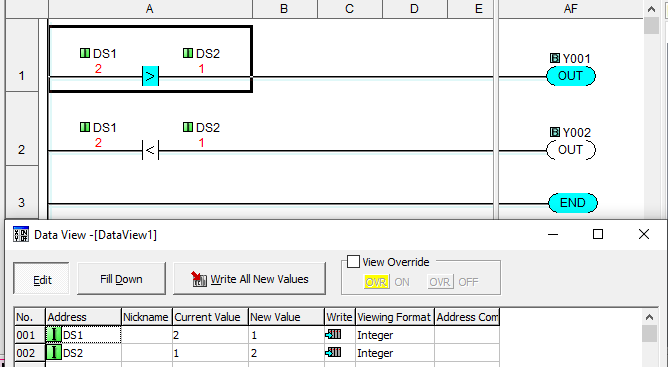 A B C D E AF
DS1 DS2 Y001
1 2 > 1 OUT
DS1 DS2 Y002
2 2 < 1 OUT
3 END
Data View -[DataView1]
Edit Fill Down Write All New Values View Override
OVR ON OVR OFF
No. Address Nickname Current Value New Value Write Viewing Format Address Com
001 DS1 2 1 Integer
002 DS2 1 2 Integer